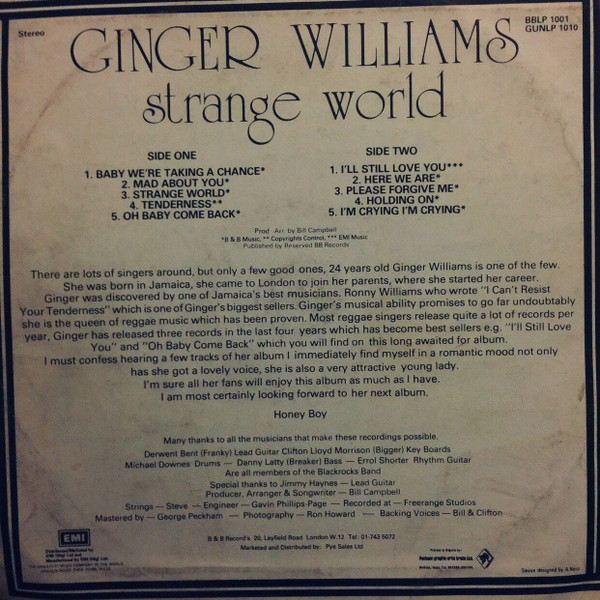 Stereo
BBLP 1001
GUNLP 1010
GINGER WILLIAMS
strange world
SIDE ONE
1. BABY WE'RE TAKING A CHANCE*
2. MAD ABOUT YOU*
3. STRANGE WORLD*
4. TENDERNESS**
5. OH BABY COME BACK*
SIDE TWO
1. I'LL STILL LOVE YOU***
2. HERE WE ARE*
3. PLEASE FORGIVE ME*
4. HOLDING ON*
5. I'M CRYING I'M CRYING*
Prod Arr. by Bill Campbell
*B & B Music, ** Copyrights Control, *** EMI Music
Published by Reserved BB Records
There are lots of singers around, but only a few good ones, 24 years old Ginger Williams is one of the few.
She was born in Jamaica, she came to London to join her parents, where she started her career.
Ginger was discovered by one of Jamaica's best musicians. Ronny Williams who wrote "I Can't Resist
Your Tenderness" which is one of Ginger's biggest sellers. Ginger's musical ability promises to go far undoubtably
she is the queen of reggae music which has been proven. Most reggae singers release quite a lot of records per
year, Ginger has released three records in the last four years which has become best sellers e.g. "I'll Still Love
You" and "Oh Baby Come Back" which you will find on this long awaited for album.
I must confess hearing a few tracks of her album I immediately find myself in a romantic mood not only
has she got a lovely voice, she is also a very attractive young lady.
I'm sure all her fans will enjoy this album as much as I have.
I am most certainly looking forward to her next album.
Honey Boy
Many thanks to all the musicians that make these recordings possible.
Derwent Bent (Franky) Lead Guitar Clifton Lloyd Morrison (Bigger) Key Boards
Michael Downes Drums — Danny Latty (Breaker) Bass — Errol Shorter Rhythm Guitar
Are all members of the Blackrocks Band
Special thanks to Jimmy Haynes — Lead Guitar
Producer, Arranger & Songwriter — Bill Campbell
Strings — Steve — Engineer — Gavin Phillips-Page — Recorded at — Freerange Studios
Mastered by — George Peckham — Photography — Ron Howard — Backing Voices — Bill & Clifton
B & B Record's 20, Layfield Road London W.12 Tel: 01-743 5072
Marketed and Distributed by: Pye Sales Ltd
EMI